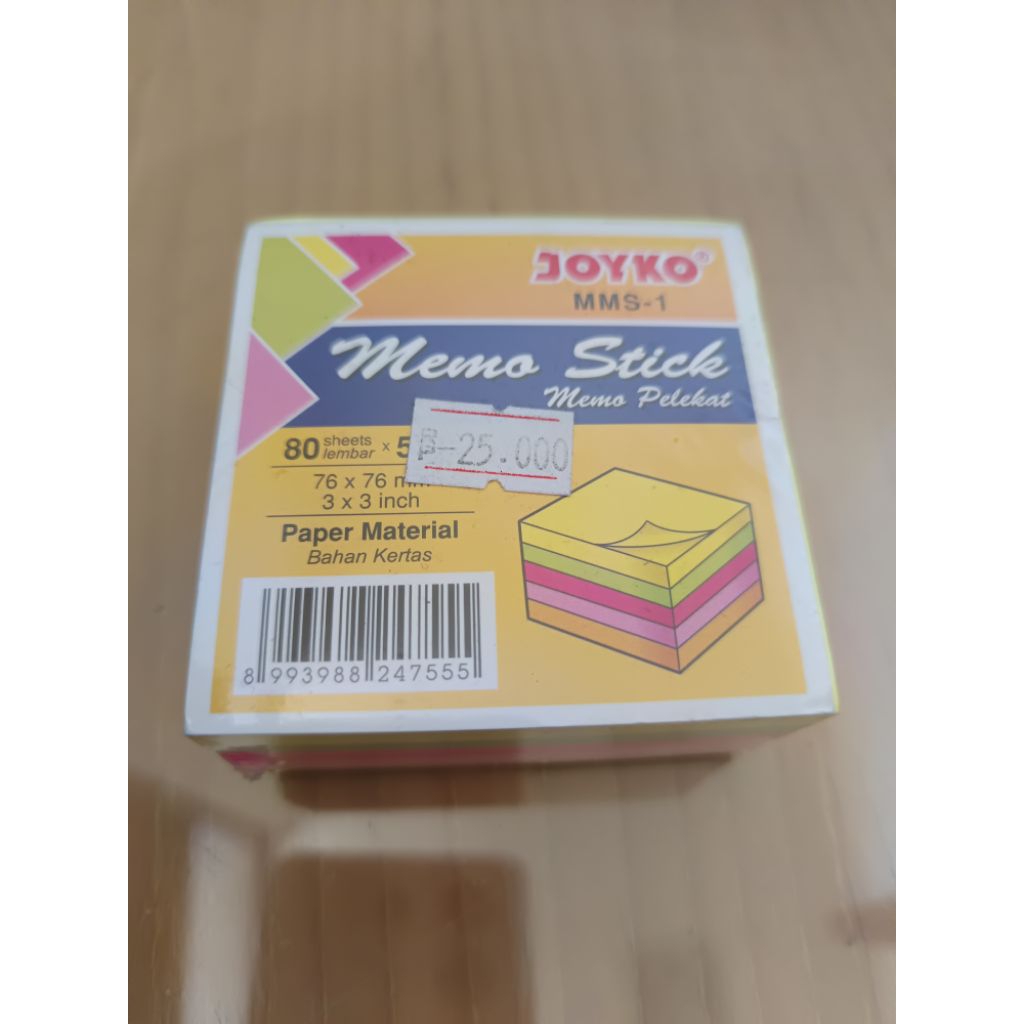 JOYKO®
MMS-1
Memo Stick
Memo Pelekat
Rp-25.000
80 sheets lembar x 5
76 x 76 mm
3 x 3 inch
Paper Material
Bahan Kertas
8 993988 247555